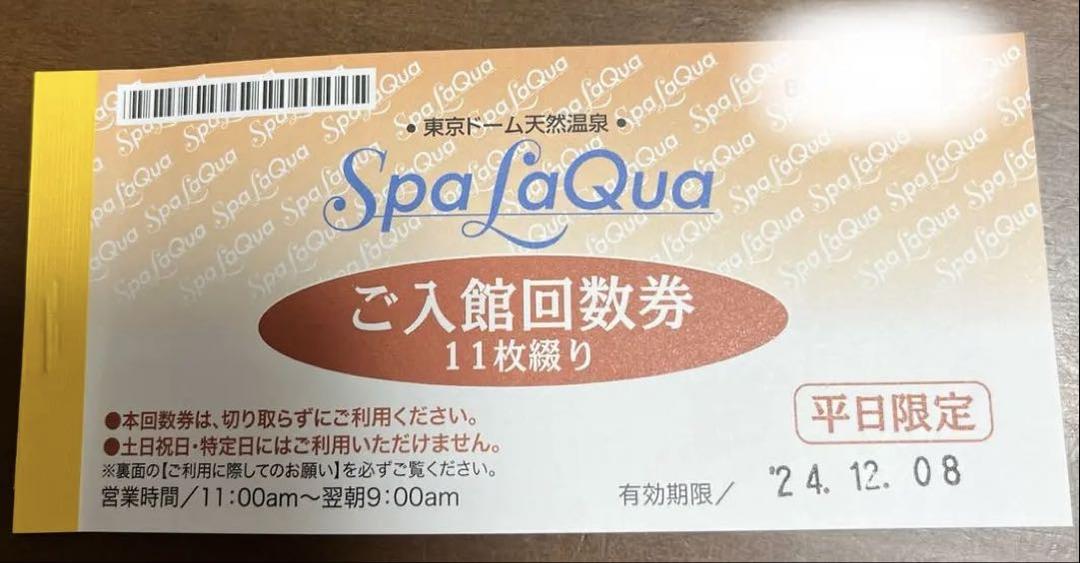 • 東京ドーム天然温泉 •
Spa LaQua
ご入館回数券
11枚綴り
●本回数券は、切り取らずにご利用ください。
●土日祝日・特定日にはご利用いただけません。
※裏面の【ご利用に際してのお願い】を必ずご覧ください。
営業時間/11:00am～翌朝9:00am
平日限定
有効期限/ '24.12.08